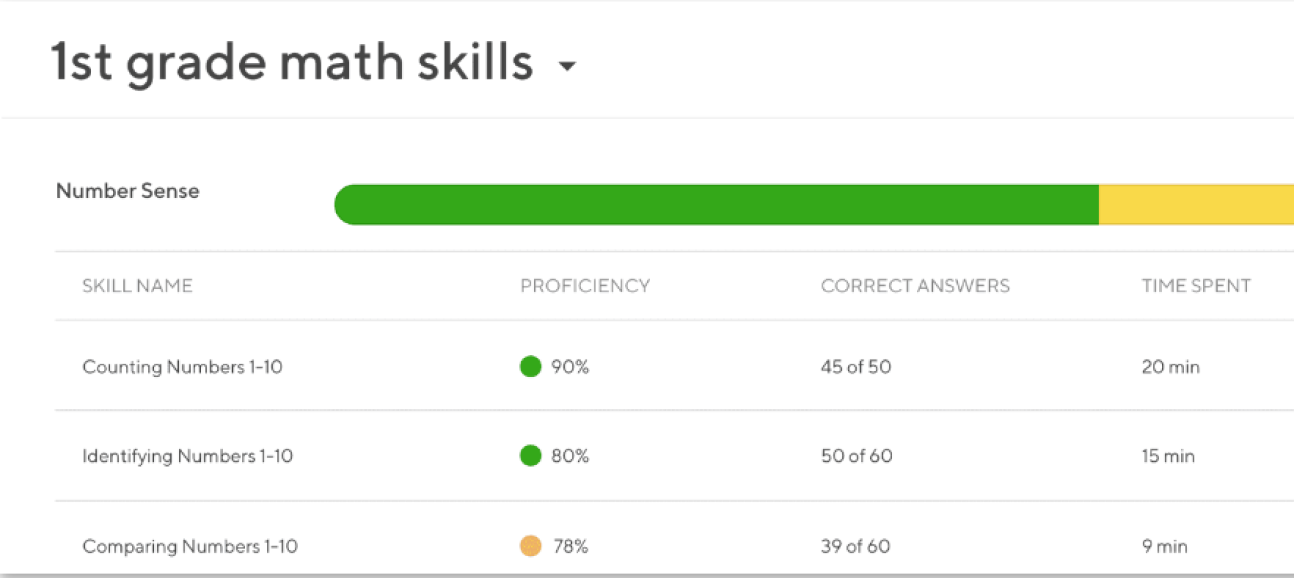 1st grade math skills
Number Sense
SKILL NAME PROFICIENCY CORRECT ANSWERS TIME SPENT
Counting Numbers 1-10 90% 45 of 50 20 min
Identifying Numbers 1-10 80% 50 of 60 15 min
Comparing Numbers 1-10 78% 39 of 60 9 min